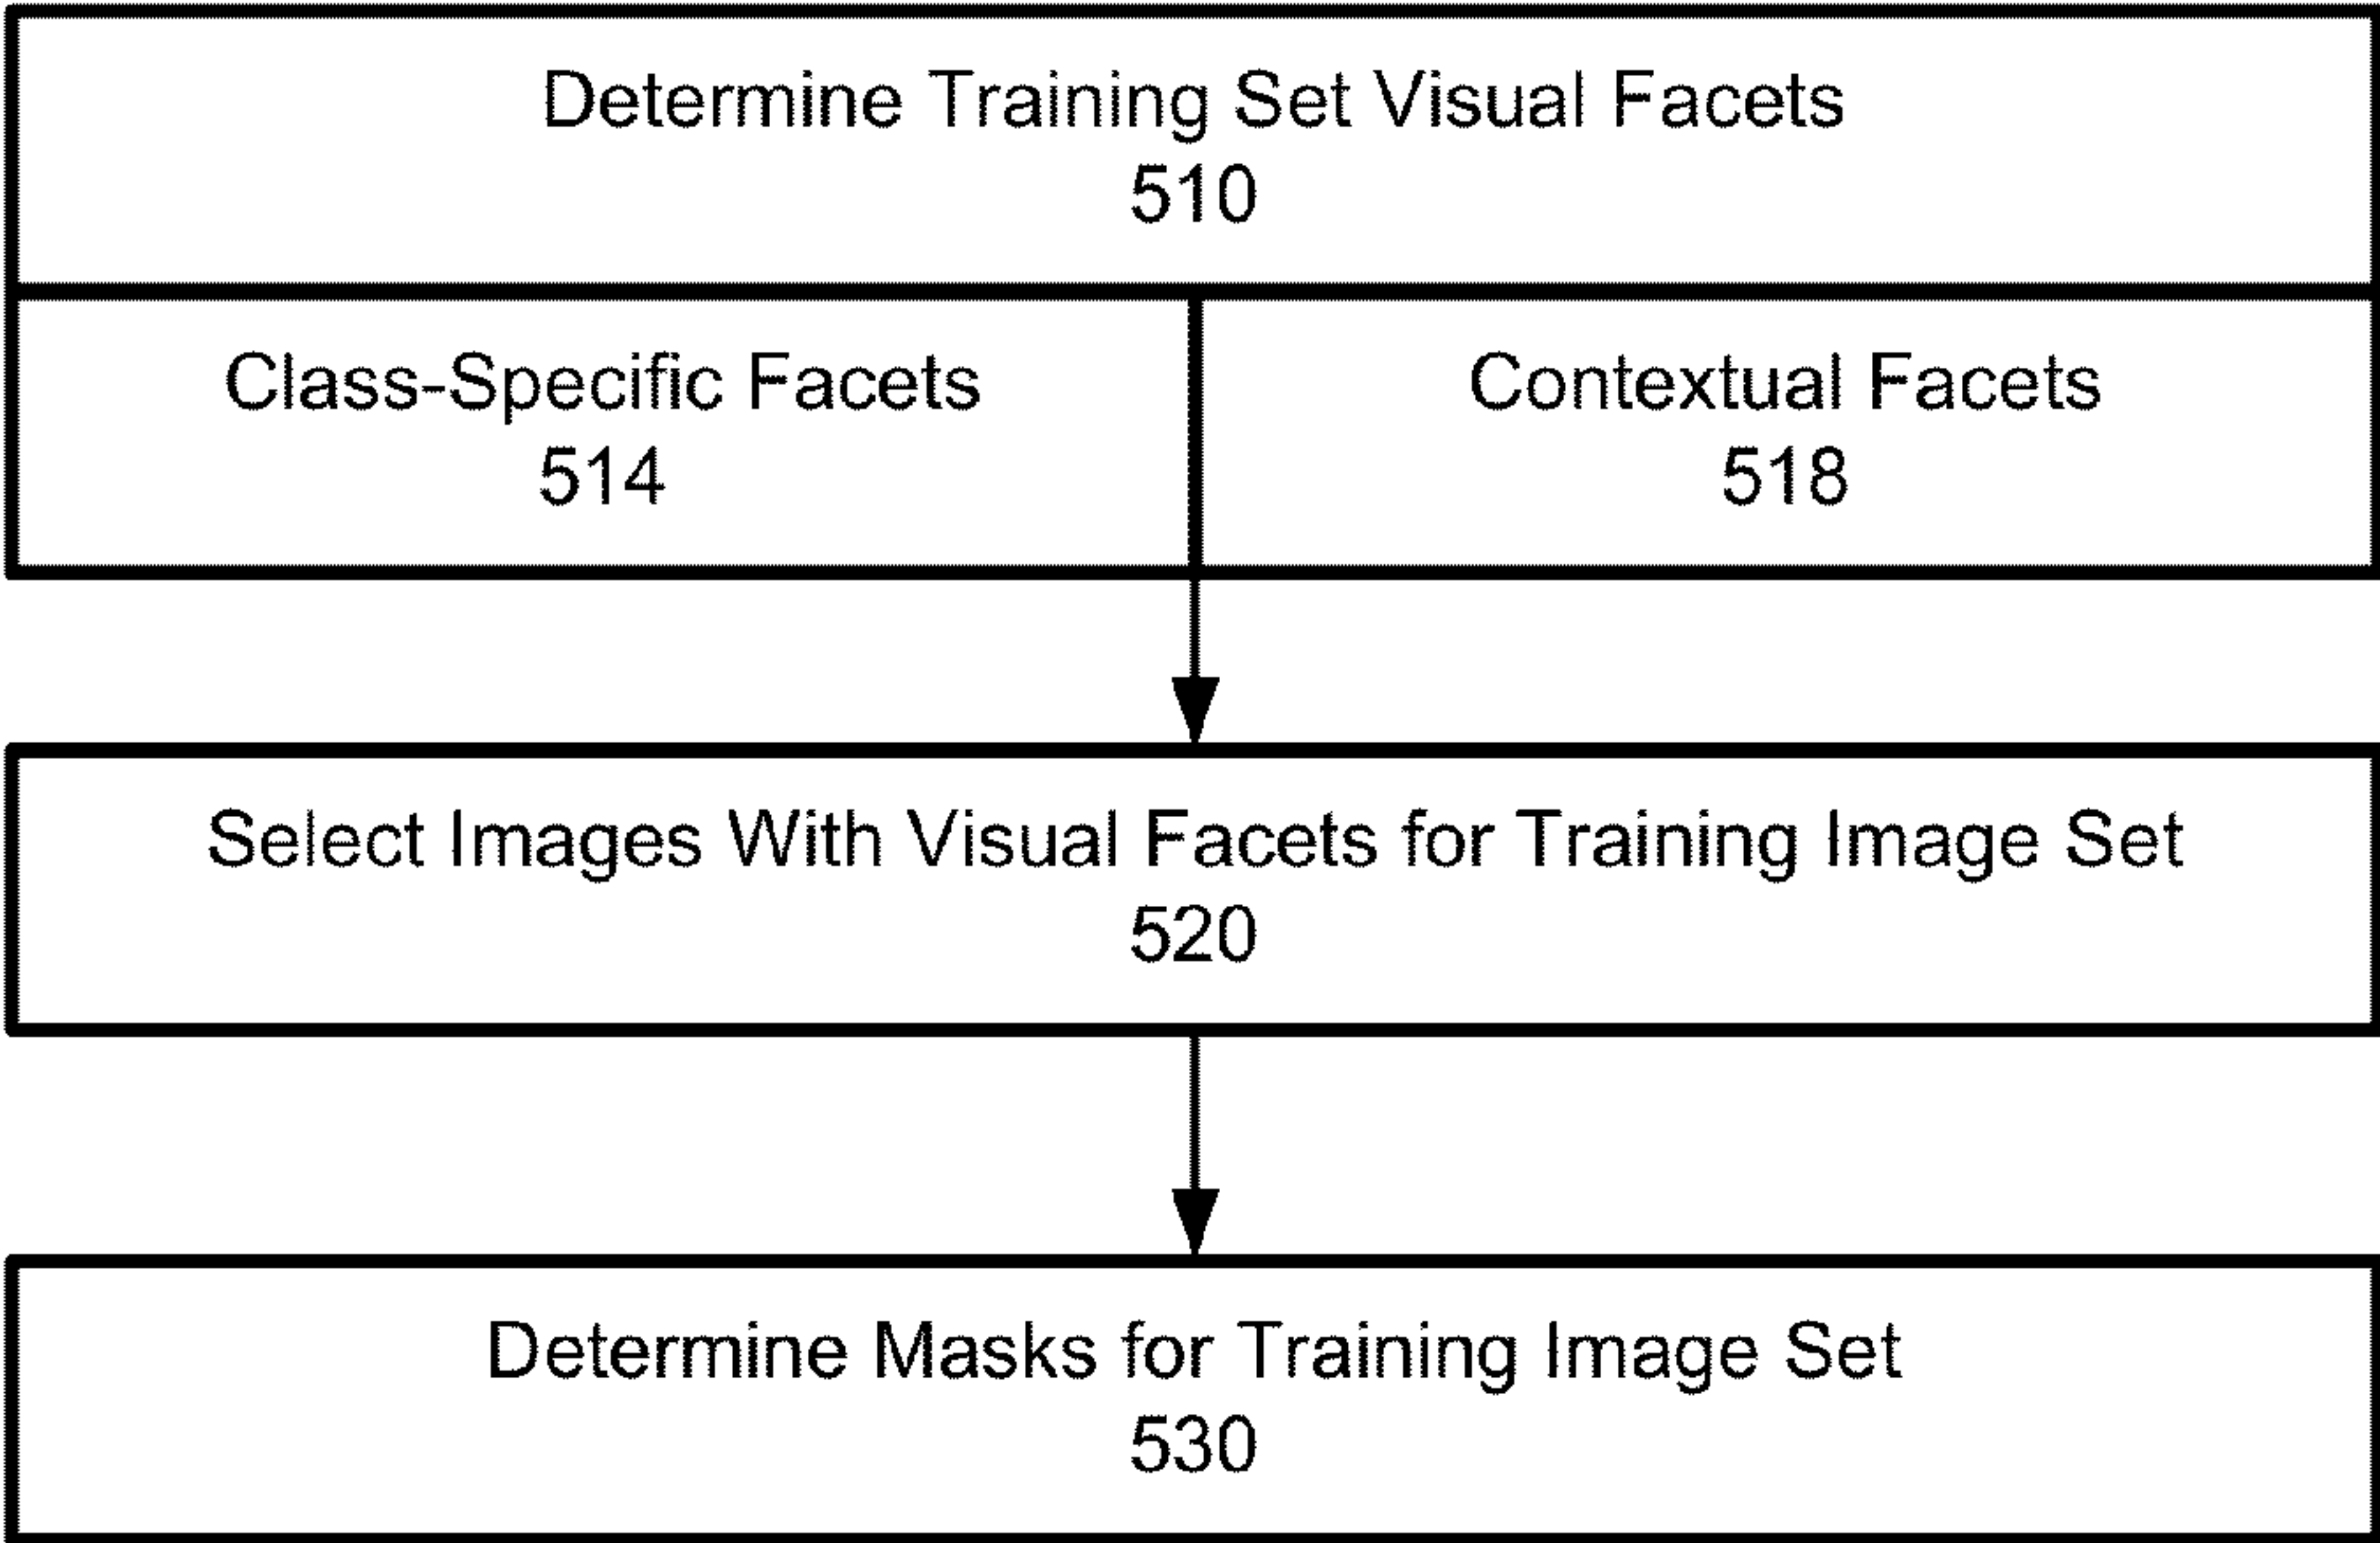 Determine Training Set Visual Facets
510
Class-Specific Facets
514
Contextual Facets
518
Select Images With Visual Facets for Training Image Set
520
Determine Masks for Training Image Set
530